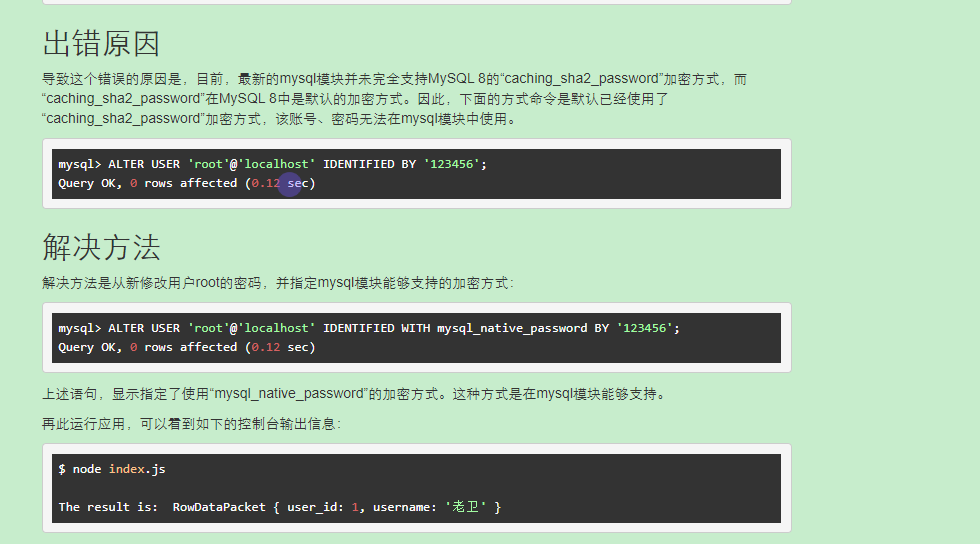 出错原因
导致这个错误的原因是，目前，最新的mysql模块并未完全支持MySQL 8的“caching_sha2_password”加密方式，而
“caching_sha2_password”在MySQL 8中是默认的加密方式。因此，下面的方式命令是默认已经使用了
“caching_sha2_password”加密方式，该账号、密码无法在mysql模块中使用。
mysql> ALTER USER 'root'@'localhost' IDENTIFIED BY '123456';
Query OK, 0 rows affected (0.12 sec)
解决方法
解决方法是从新修改用户root的密码，并指定mysql模块能够支持的加密方式：
mysql> ALTER USER 'root'@'localhost' IDENTIFIED WITH mysql_native_password BY '123456';
Query OK, 0 rows affected (0.12 sec)
上述语句，显示指定了使用“mysql_native_password”的加密方式。这种方式是在mysql模块能够支持。
再此运行应用，可以看到如下的控制台输出信息：
$ node index.js
The result is:  RowDataPacket { user_id: 1, username: '老卫' }